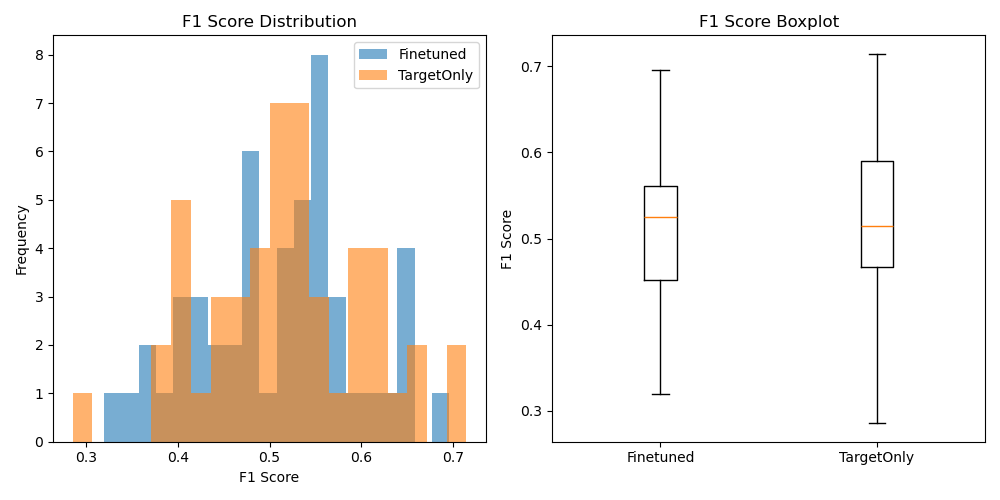 F1 Score Distribution
Finetuned
TargetOnly
8
7
6
5
4
3
2
1
0
Frequency
0.3 0.4 0.5 0.6 0.7
F1 Score
F1 Score Boxplot
0.7
0.6
0.5
0.4
0.3
F1 Score
Finetuned TargetOnly